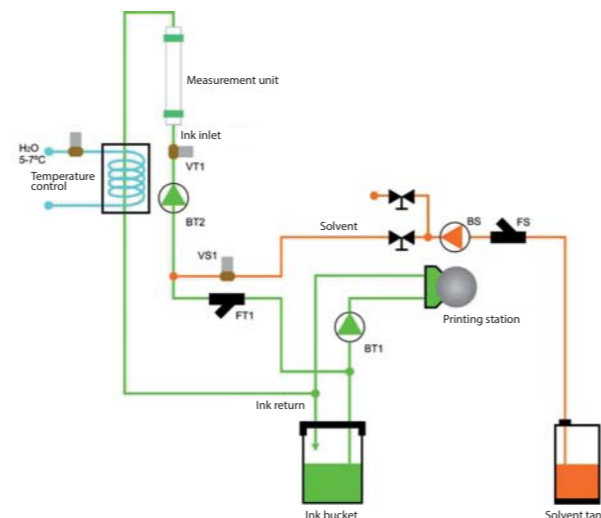 Measurement unit
Ink inlet
H2O
5-7ºC
VT1
Temperature
control
BT2
Solvent
BS
FS
VS1
FT1
Printing station
BT1
Ink return
Ink bucket
Solvent tan